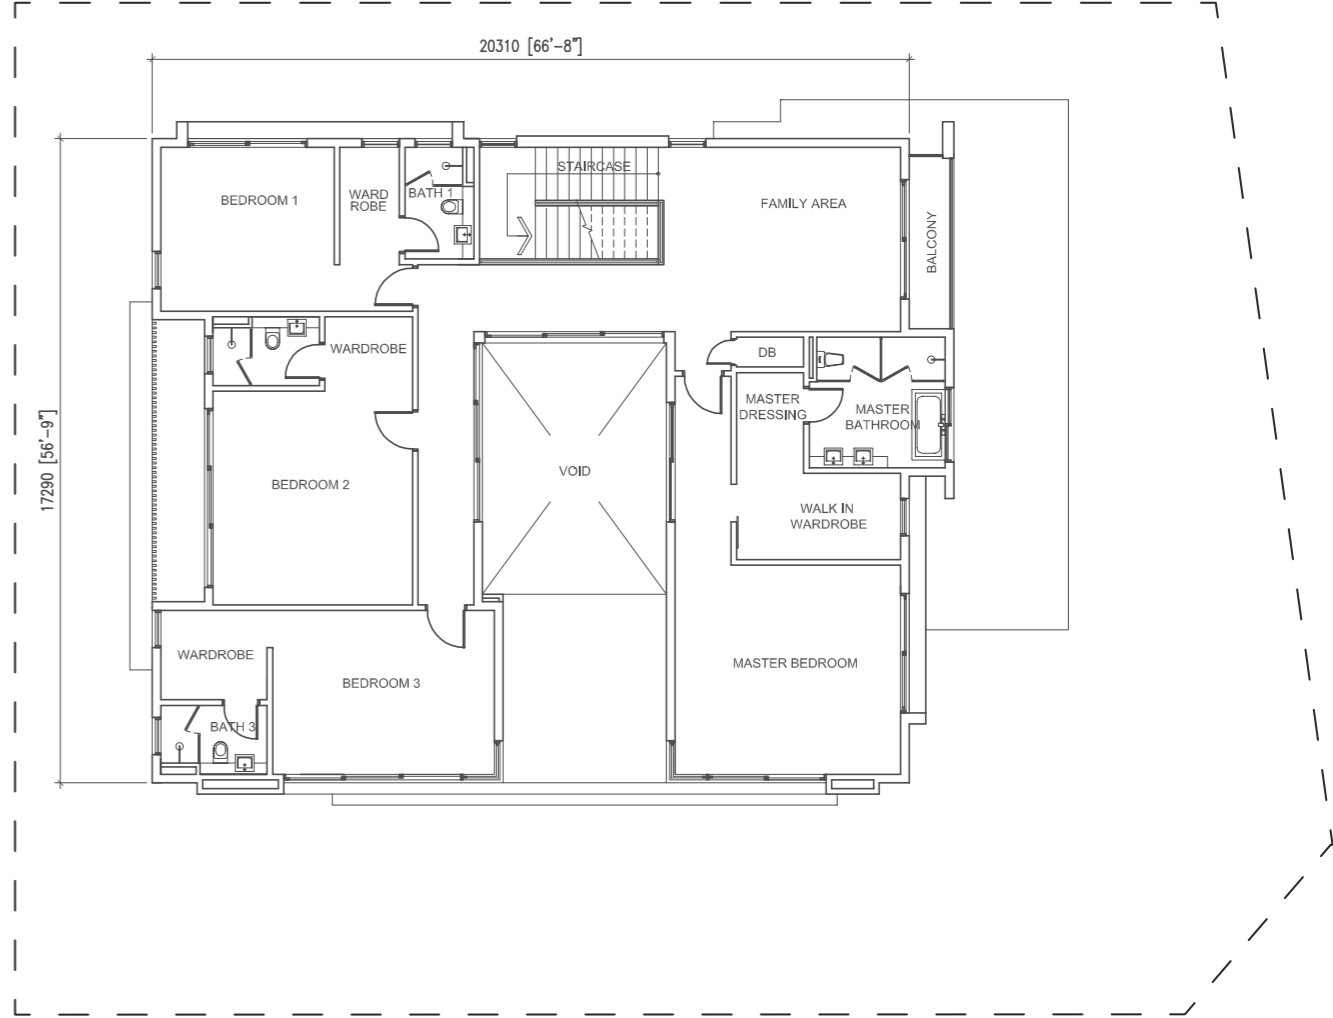 20310 [66'-8"]
STAIRCASE
BEDROOM 1
WARD
ROBE
BATH 1
FAMILY AREA
BALCONY
WARDROBE
DB
MASTER
DRESSING
MASTER
BATHROOM
17290 [56'-9"]
BEDROOM 2
VOID
WALK IN
WARDROBE
WARDROBE
BEDROOM 3
MASTER BEDROOM
BATH 3